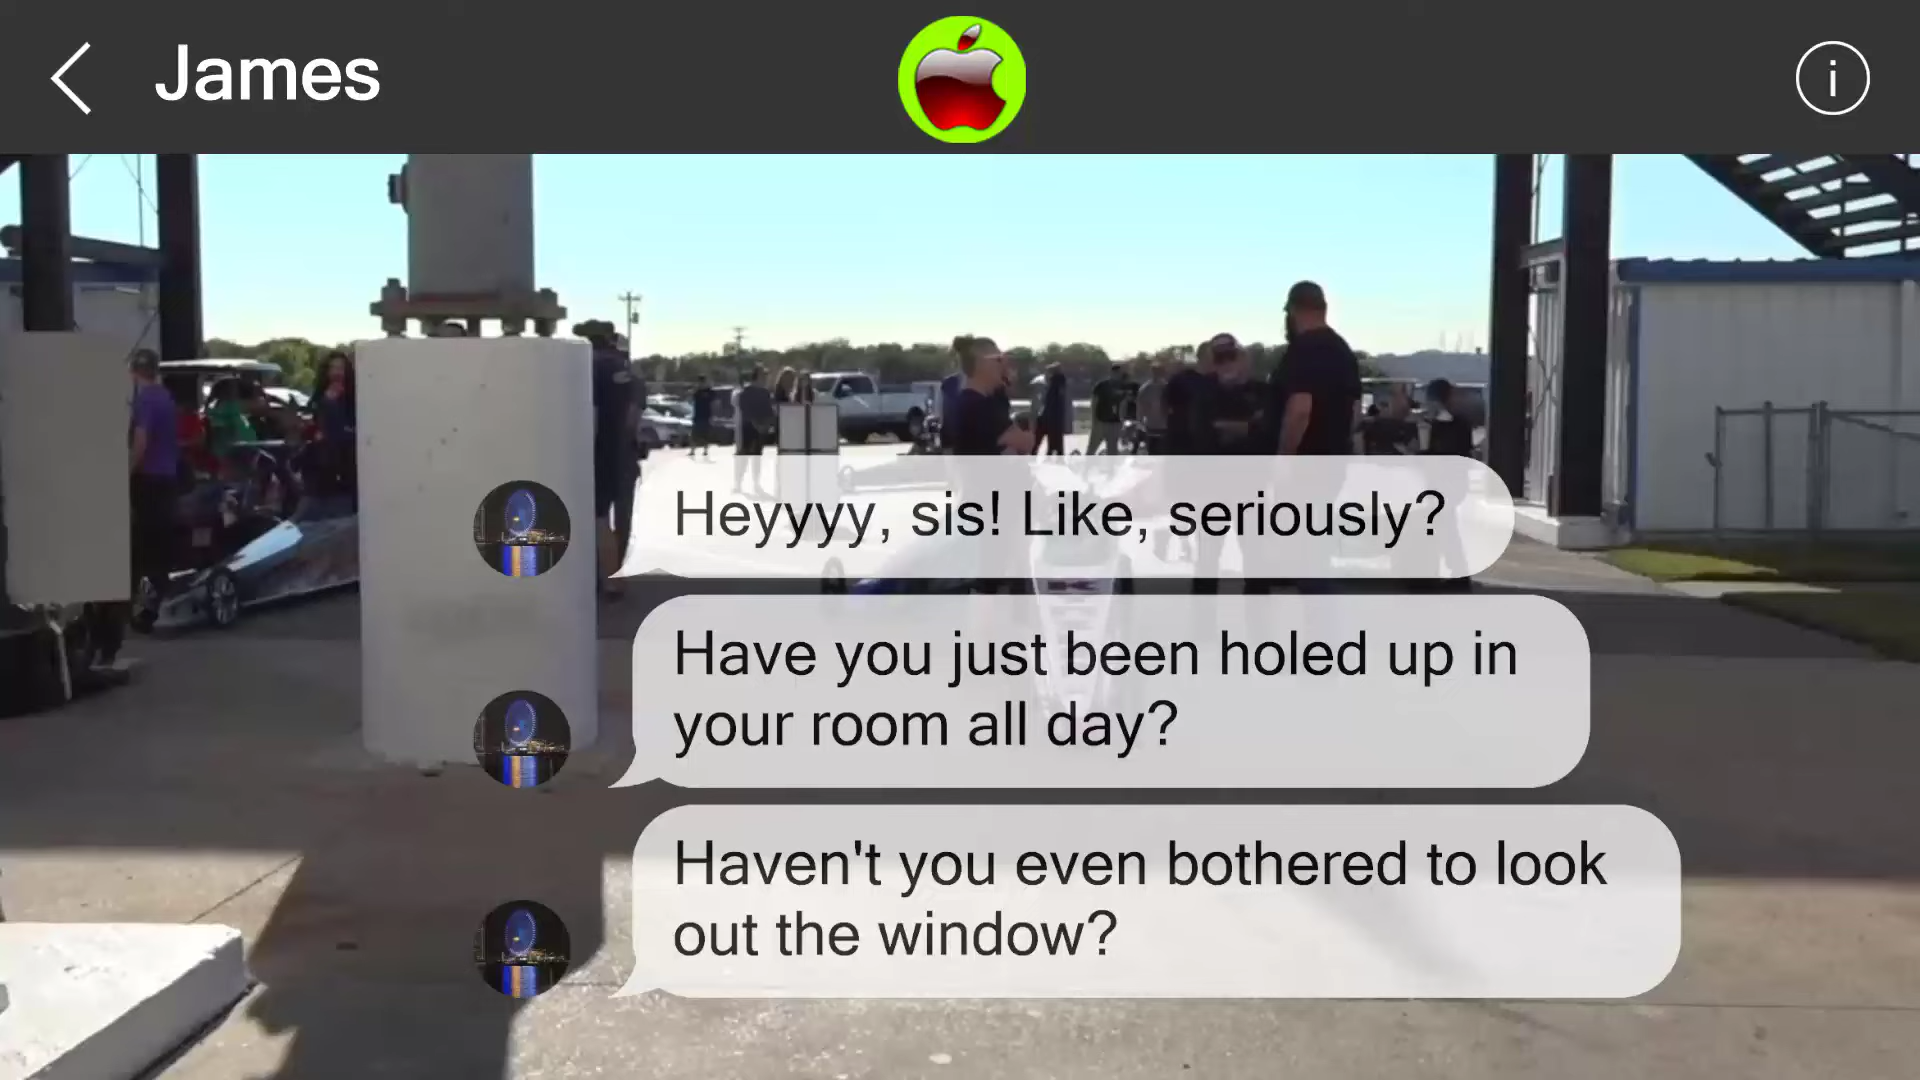 James
Heyyyy, sis! Like, seriously?
Have you just been holed up in
your room all day?
Haven't you even bothered to look
out the window?